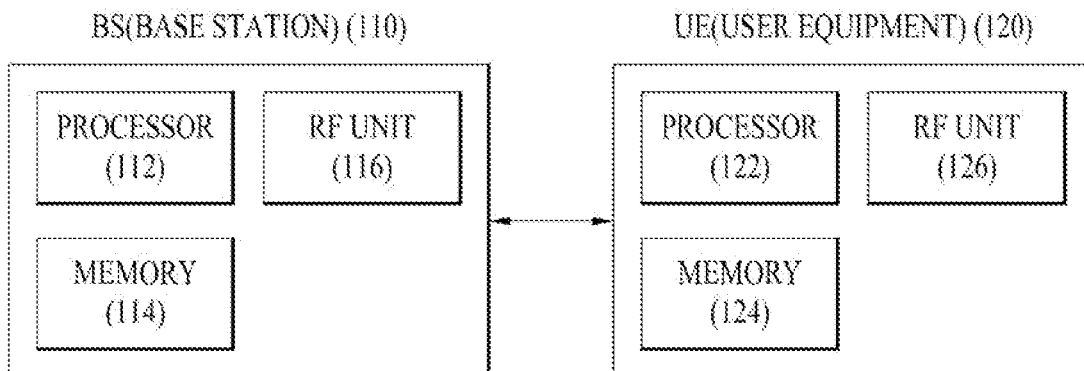 BS(BASE STATION) (110)
PROCESSOR
(112)
RF UNIT
(116)
MEMORY
(114)
UE(USER EQUIPMENT) (120)
PROCESSOR
(122)
RF UNIT
(126)
MEMORY
(124)